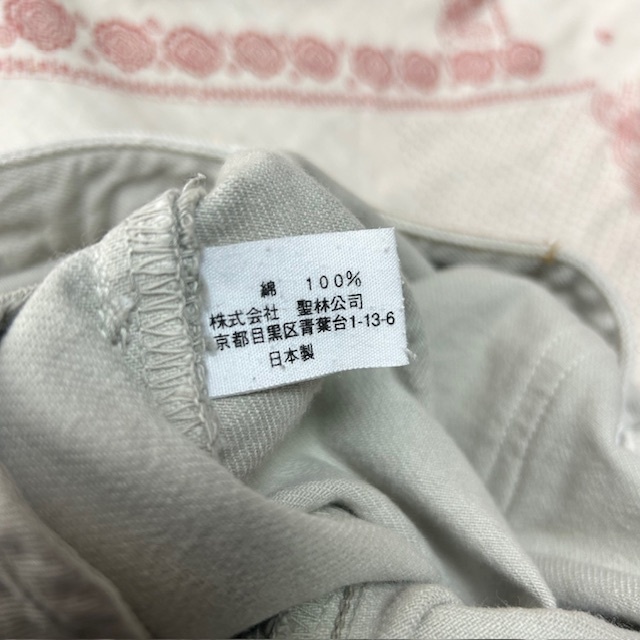 綿 100%
株式会社 聖林公司
京都目黒区青葉台1-13-6
日本製